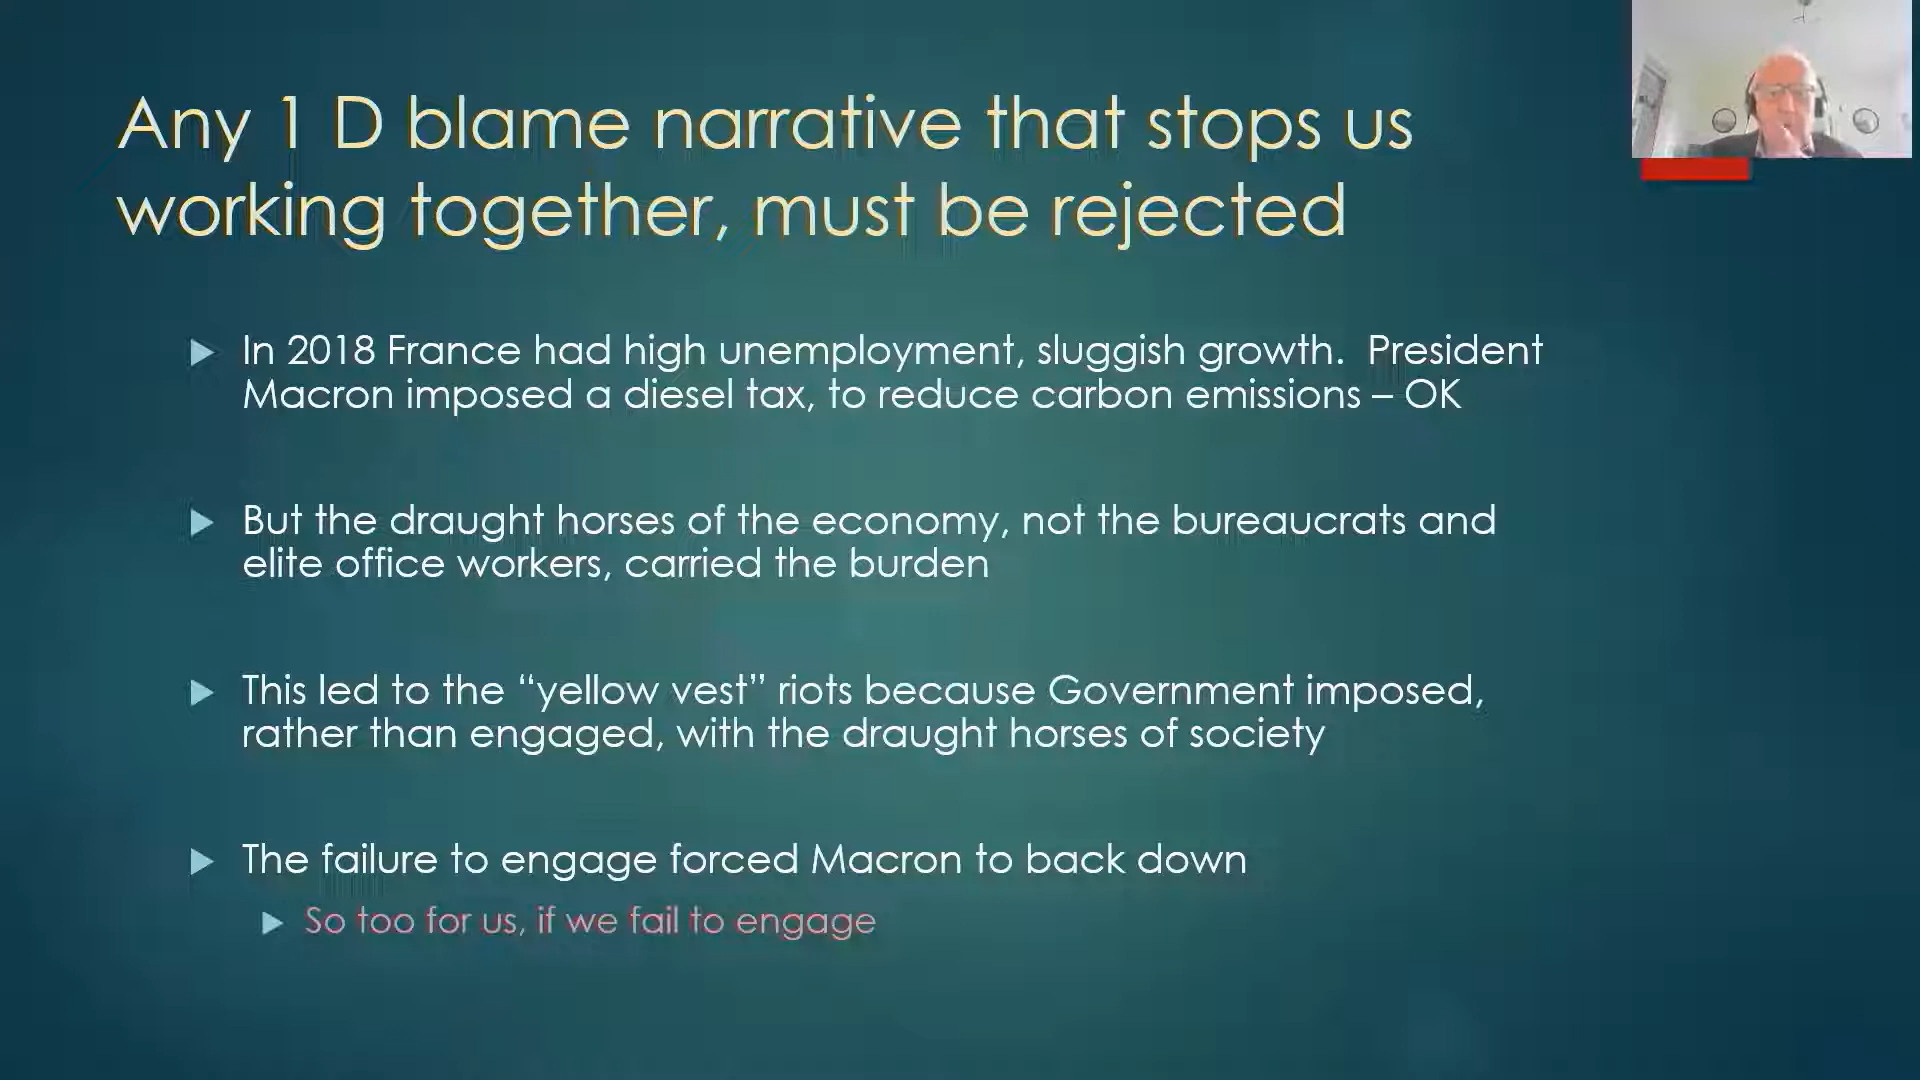 Any 1 D blame narrative that stops us
working together, must be rejected
In 2018 France had high unemployment, sluggish growth.  President
Macron imposed a diesel tax, to reduce carbon emissions – OK
But the draught horses of the economy, not the bureaucrats and
elite office workers, carried the burden
This led to the “yellow vest” riots because Government imposed,
rather than engaged, with the draught horses of society
The failure to engage forced Macron to back down
So too for us, if we fail to engage